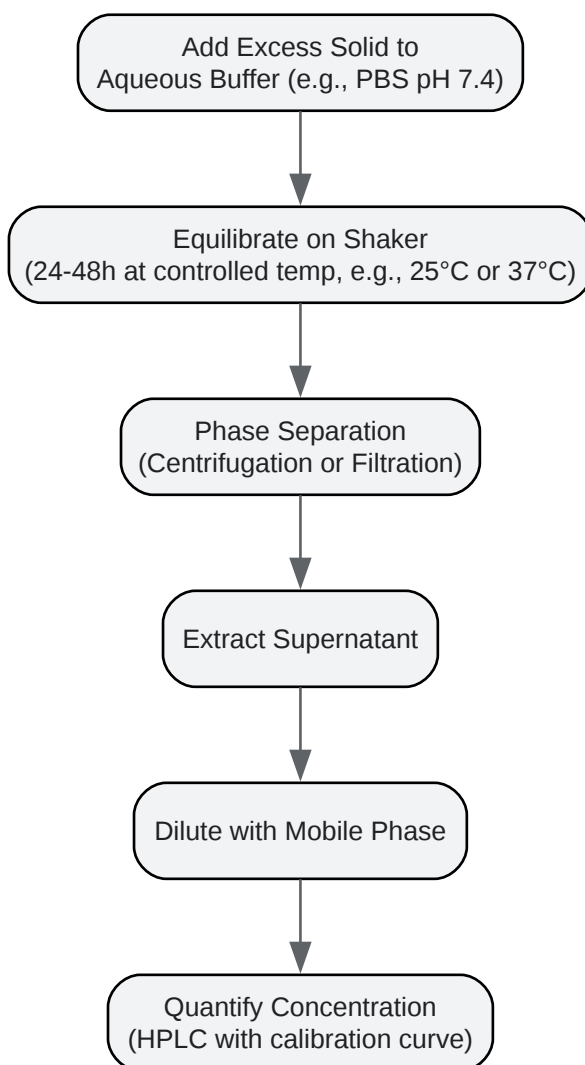 Add Excess Solid to
Aqueous Buffer (e.g., PBS pH 7.4)
Equilibrate on Shaker
(24-48h at controlled temp, e.g., 25°C or 37°C)
Phase Separation
(Centrifugation or Filtration)
Extract Supernatant
Dilute with Mobile Phase
Quantify Concentration
(HPLC with calibration curve)